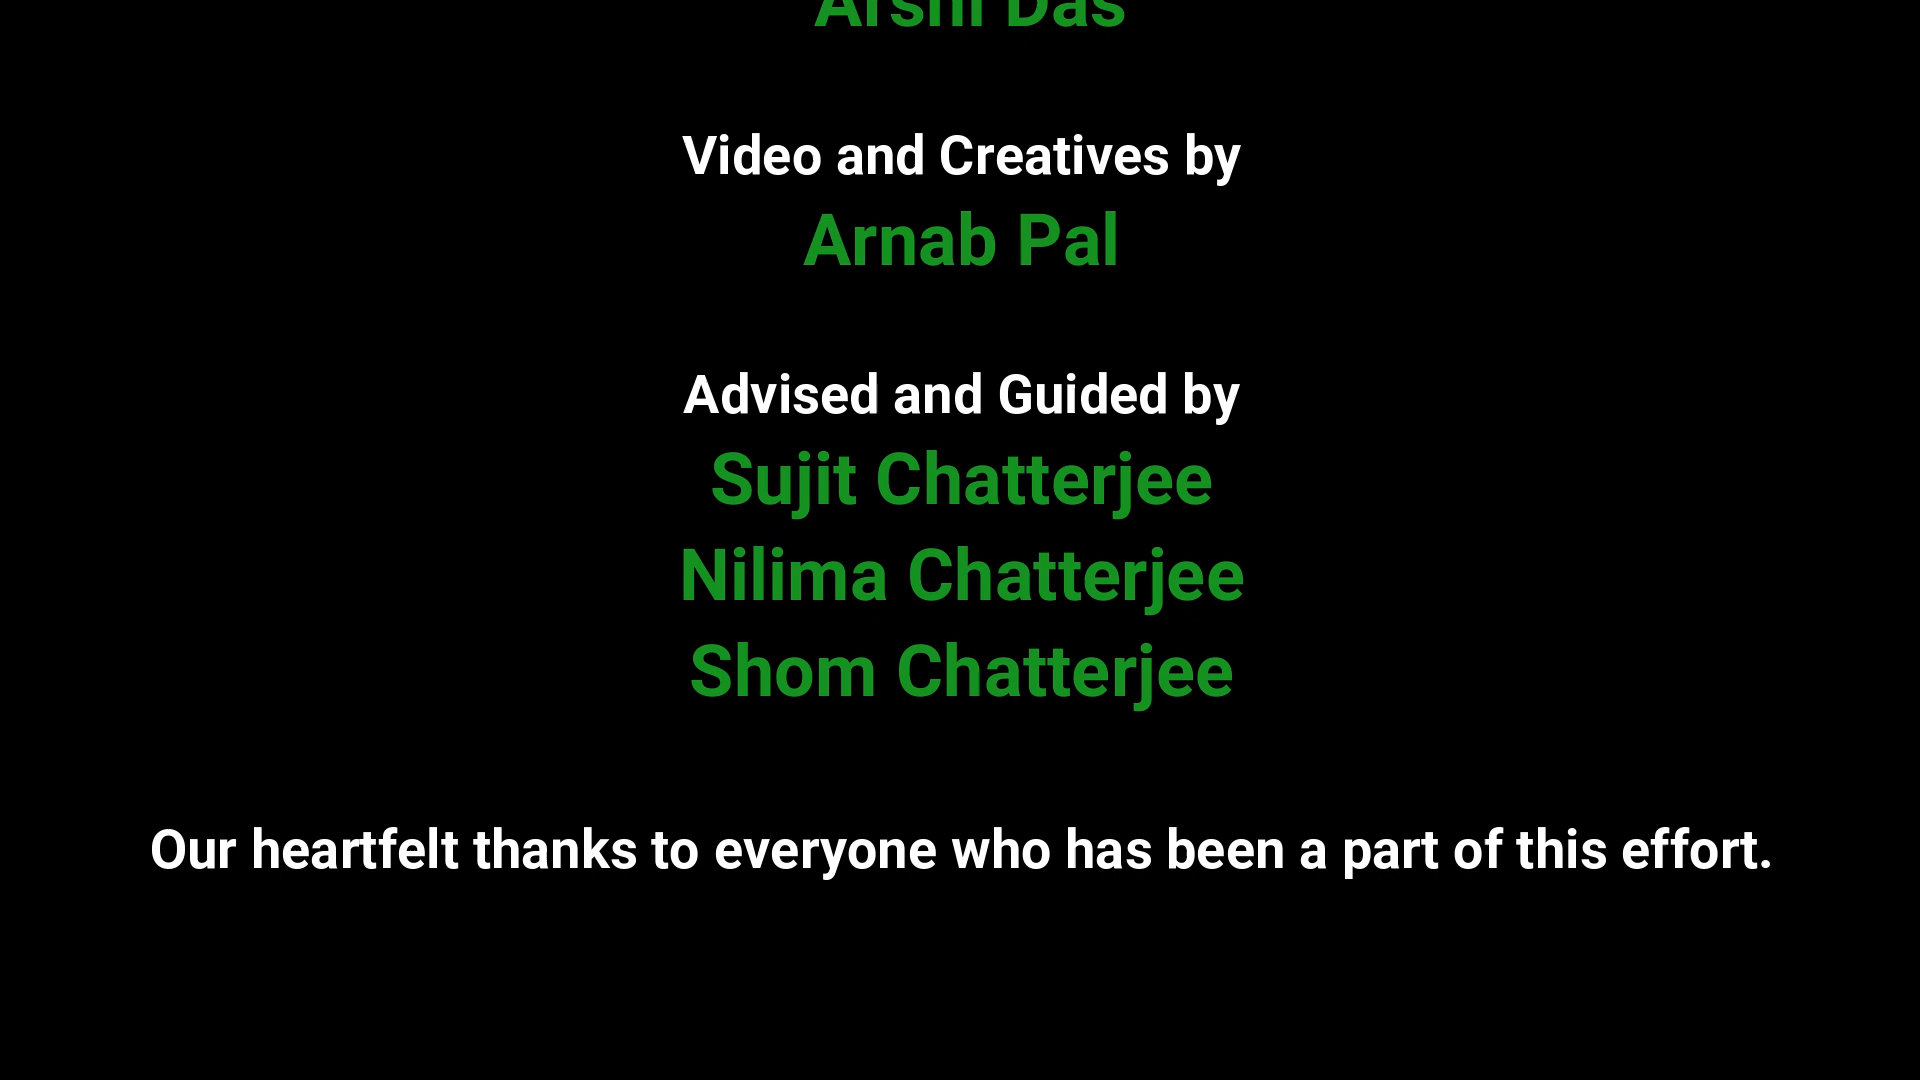 Das
Video and Creatives by
Arnab Pal
Advised and Guided by
Sujit Chatterjee
Nilima Chatterjee
Shom Chatterjee
Our heartfelt thanks to everyone who has been a part of this effort.